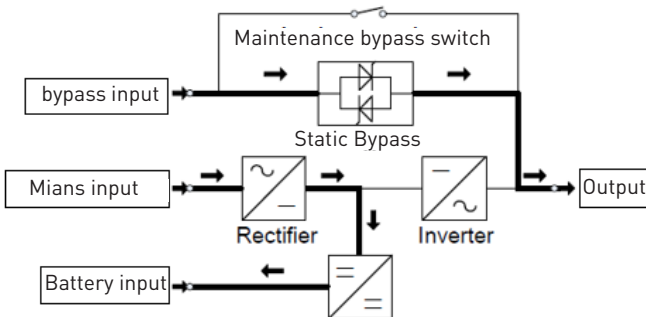 Maintenance bypass switch
bypass input
Static Bypass
Mians input
Output
Rectifier
Inverter
Battery input